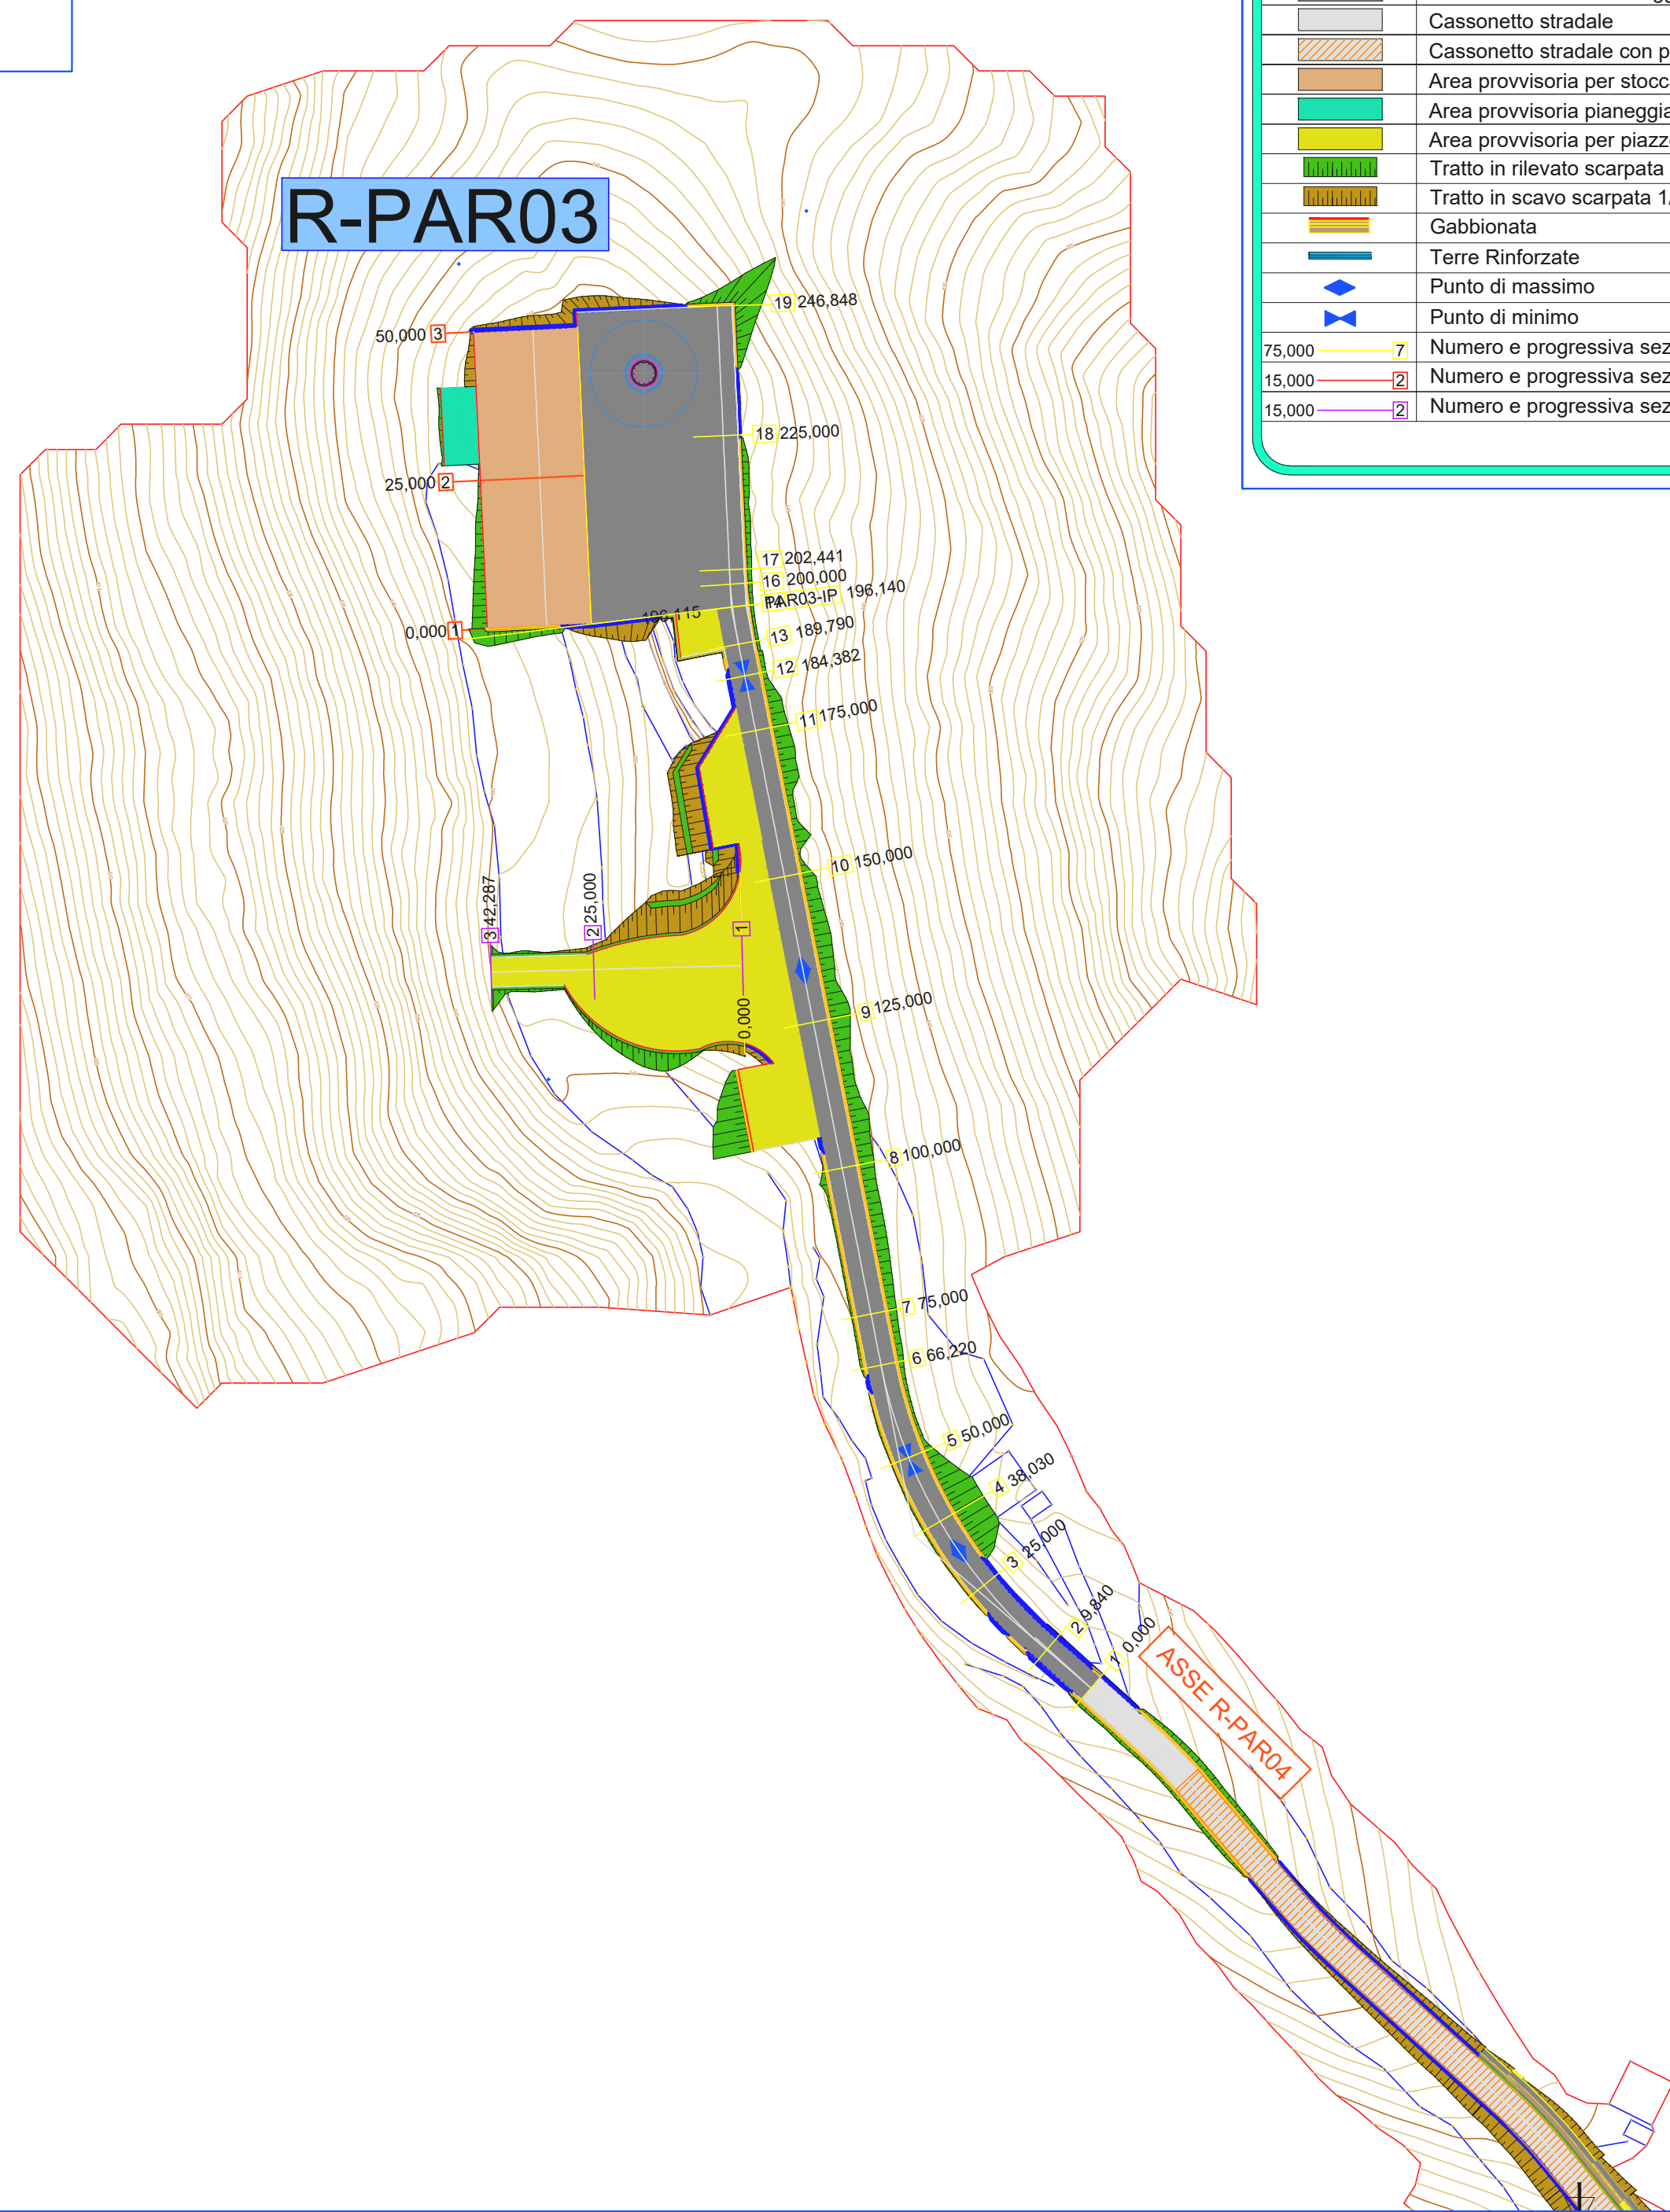 Cassonetto stradale
Cassonetto stradale con p
Area provvisoria per stocc
Area provvisoria pianeggia
Area provvisoria per piazz
Tratto in rilevato scarpata
Tratto in scavo scarpata 1/
Gabbionata
Terre Rinforzate
Punto di massimo
Punto di minimo
75,000 7 Numero e progressiva sez
15,000 2 Numero e progressiva sez
15,000 2 Numero e progressiva sez
R-PAR03
19 246,848
50,000 3
18 225,000
25,000 2
17 202,441
16 200,000
PAR03-IP 196,140
196,115
0,000 1
13 189,790
12 184,382
11 175,000
10 150,000
3 42,287
2 25,000
1
0,000
9 125,000
8 100,000
7 75,000
6 66,220
5 50,000
4 38,030
3 25,000
2 9,840
1 0,000
ASSE R-PAR04